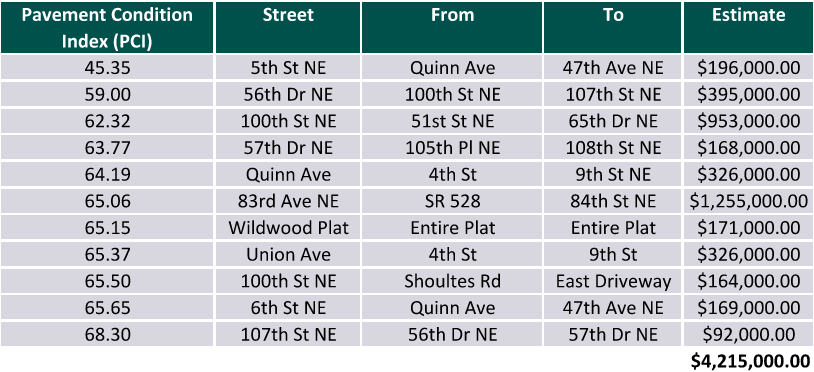 Pavement Condition Index (PCI) Street From To Estimate
45.35 5th St NE Quinn Ave 47th Ave NE $196,000.00
59.00 56th Dr NE 100th St NE 107th St NE $395,000.00
62.32 100th St NE 51st St NE 65th Dr NE $953,000.00
63.77 57th Dr NE 105th Pl NE 108th St NE $168,000.00
64.19 Quinn Ave 4th St 9th St NE $326,000.00
65.06 83rd Ave NE SR 528 84th St NE $1,255,000.00
65.15 Wildwood Plat Entire Plat Entire Plat $171,000.00
65.37 Union Ave 4th St 9th St $326,000.00
65.50 100th St NE Shoultes Rd East Driveway $164,000.00
65.65 6th St NE Quinn Ave 47th Ave NE $169,000.00
68.30 107th St NE 56th Dr NE 57th Dr NE $92,000.00
$4,215,000.00